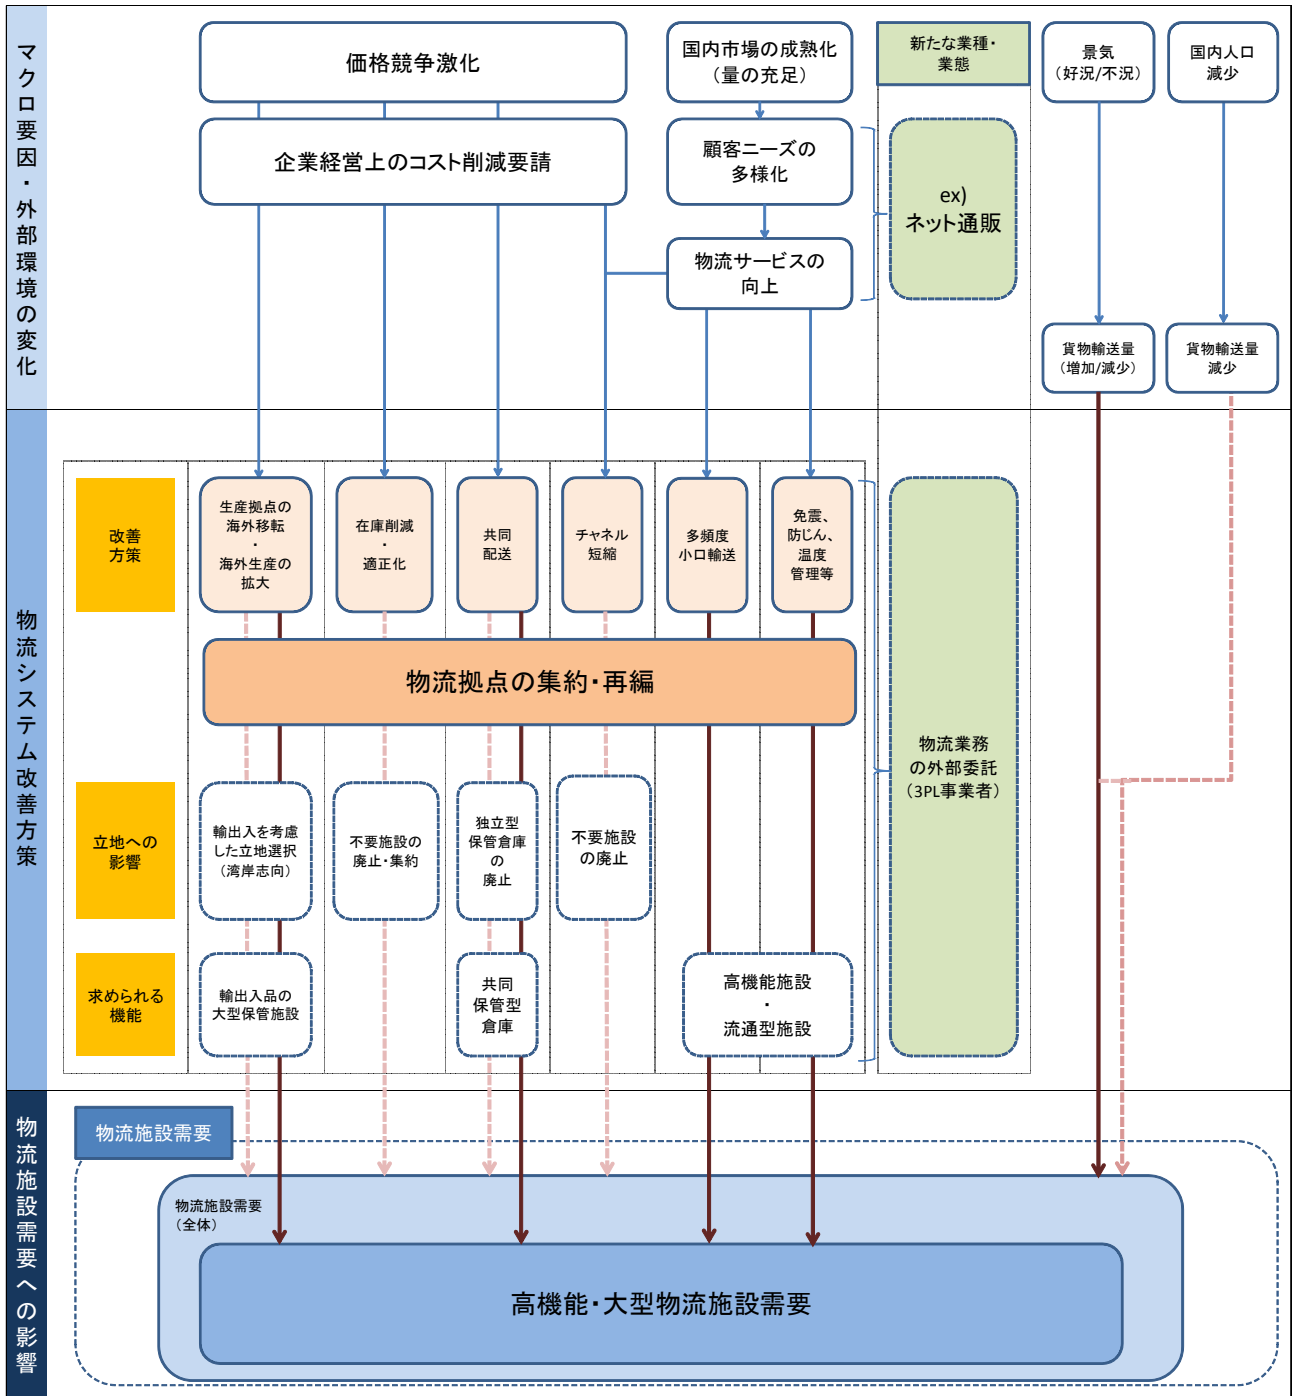 マクロ要因・外部環境の変化
価格競争激化
国内市場の成熟化
（量の充足）
新たな業種・
業態
景気
（好況/不況）
国内人口
減少
企業経営上のコスト削減要請
顧客ニーズの
多様化
ex)
ネット通販
物流サービスの
向上
貨物輸送量
（増加/減少）
貨物輸送量
減少
物流システム改善方策
改善
方策
生産拠点の
海外移転
・
海外生産の
拡大
在庫削減
・
適正化
共同
配送
チャネル
短縮
多頻度
小口輸送
免震、
防じん、
温度
管理等
物流拠点の集約・再編
物流業務
の外部委託
（3PL事業者）
立地への
影響
輸出入を考慮
した立地選択
（湾岸志向）
不要施設の
廃止・集約
独立型
保管倉庫
の
廃止
不要施設
の廃止
求められる
機能
輸出入品の
大型保管施設
共同
保管型
倉庫
高機能施設
・
流通型施設
物流施設需要への影響
物流施設需要
物流施設需要
（全体）
高機能・大型物流施設需要